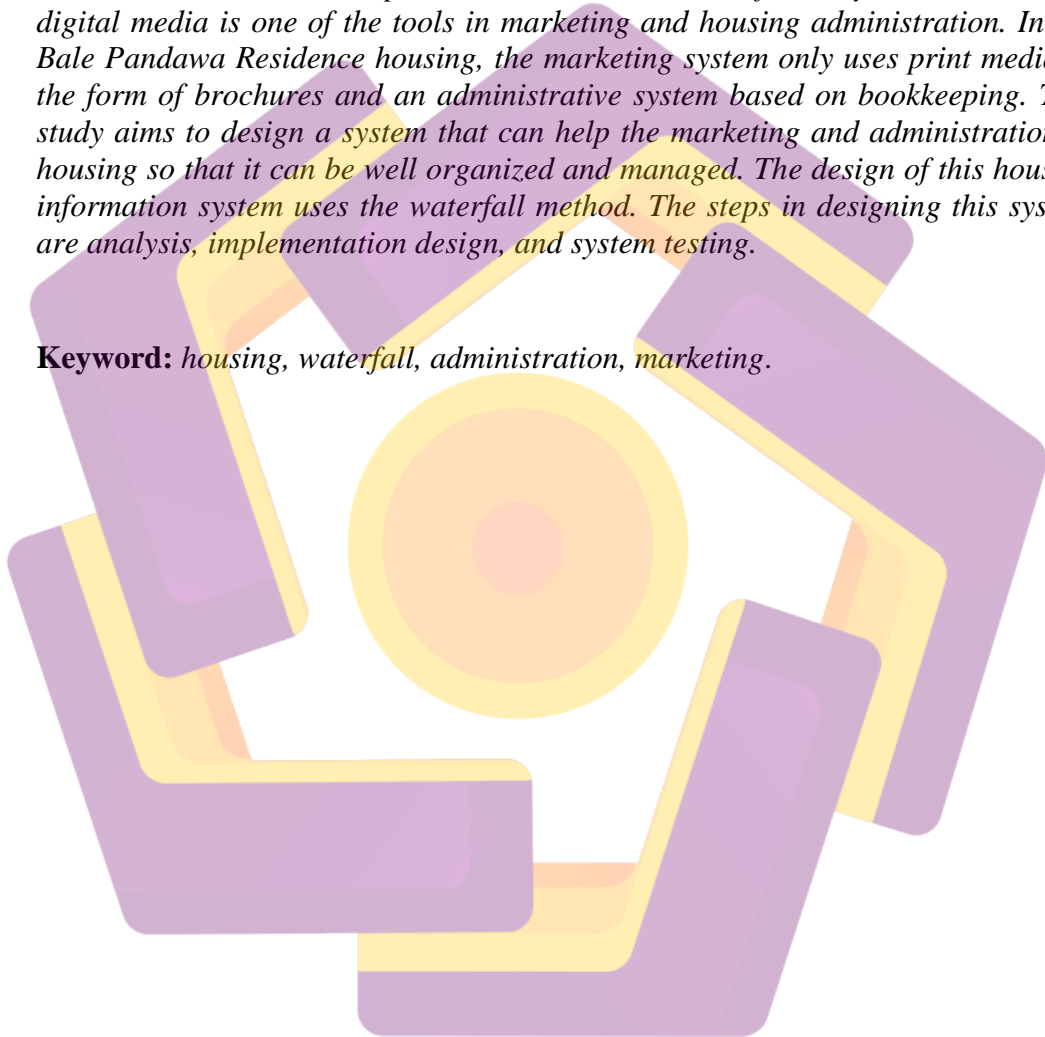 digital media is one of the tools in marketing and housing administration. In
Bale Pandawa Residence housing, the marketing system only uses print media
the form of brochures and an administrative system based on bookkeeping. T
study aims to design a system that can help the marketing and administration
housing so that it can be well organized and managed. The design of this hous
information system uses the waterfall method. The steps in designing this sys
are analysis, implementation design, and system testing.
Keyword: housing, waterfall, administration, marketing.